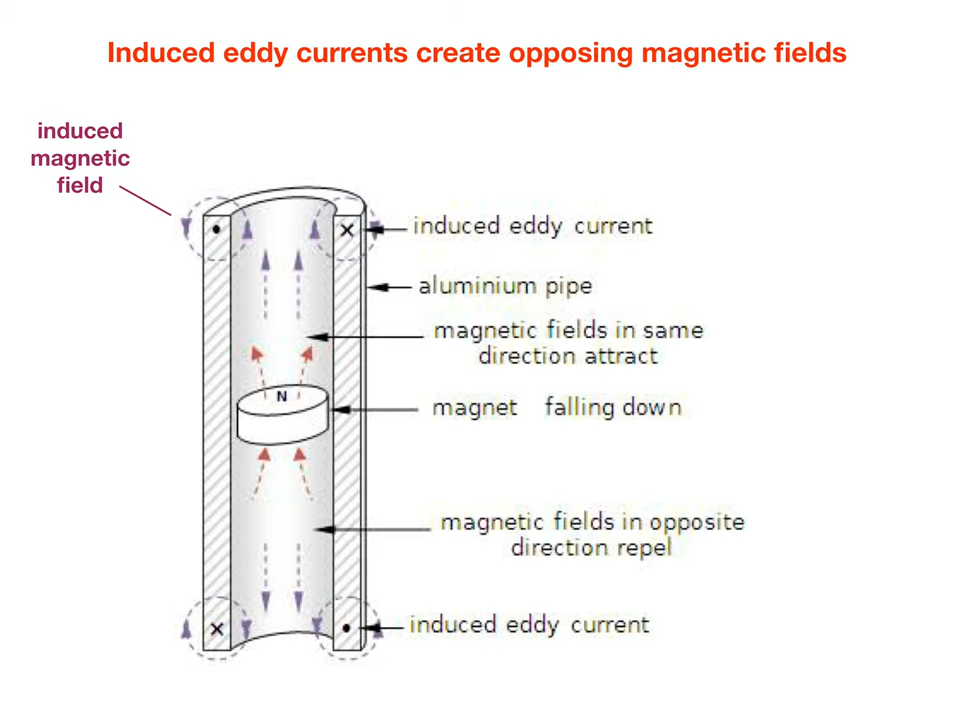 Induced eddy currents create opposing magnetic fields
induced
magnetic
field
induced eddy current
aluminium pipe
magnetic fields in same
direction attract
N
magnet falling down
magnetic fields in opposite
direction repel
induced eddy current